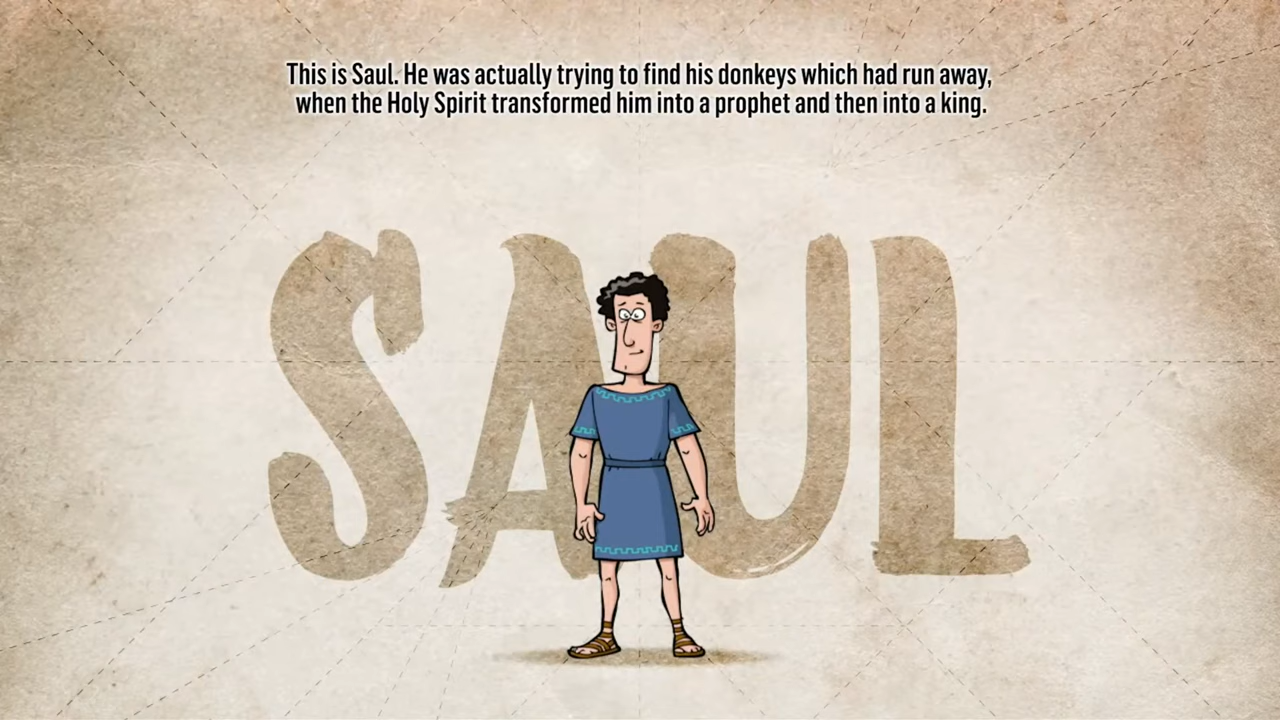 This is Saul. He was actually trying to find his donkeys which had run away,
when the Holy Spirit transformed him into a prophet and then into a king.
SAUL